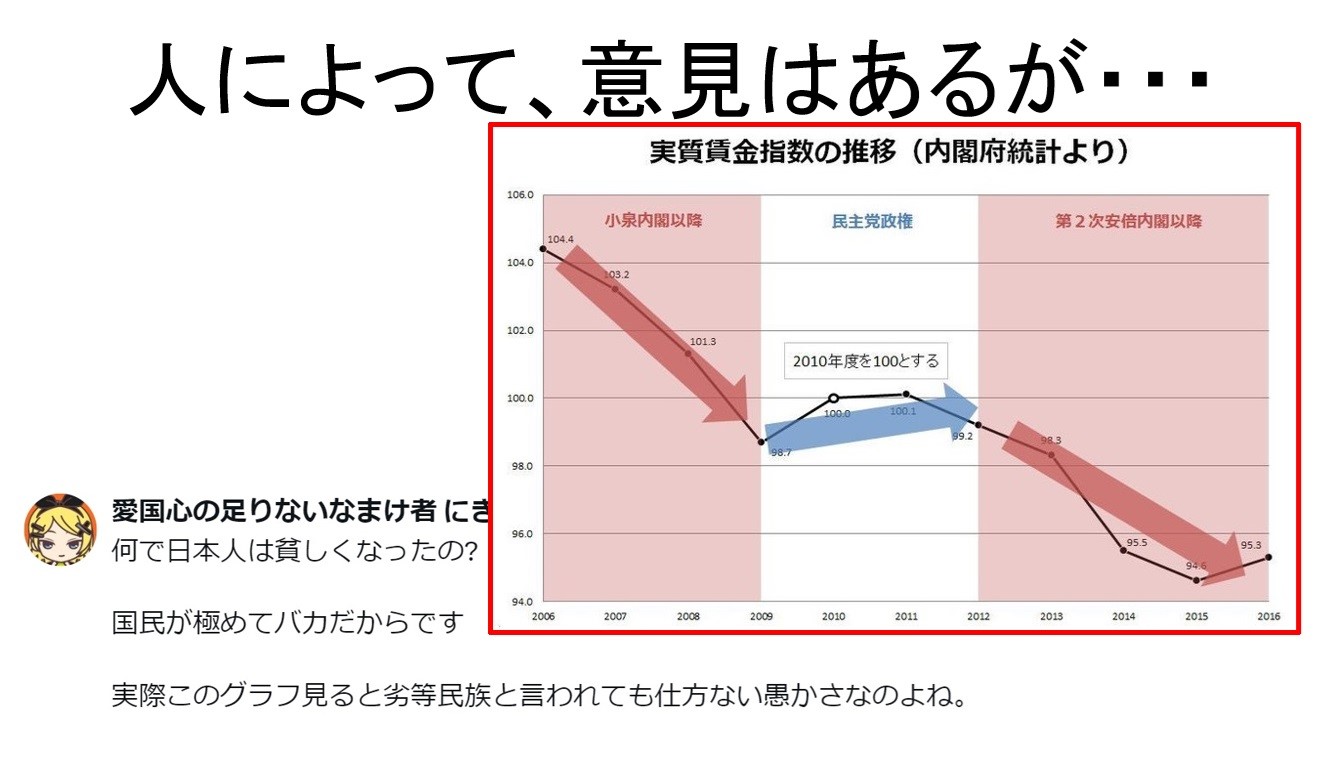 人によって、意見はあるが・・・
実質賃金指数の推移（内閣府統計より）
106.0
104.0
102.0
100.0
98.0
96.0
94.0
小泉内閣以降
民主党政権
第２次安倍内閣以降
104.4
103.2
101.3
98.7
100.0
100.1
99.2
98.3
95.5
94.6
95.3
2010年度を100とする
2006 2007 2008 2009 2010 2011 2012 2013 2014 2015 2016
愛国心の足りないなまけ者 にき
何で日本人は貧しくなったの?
国民が極めてバカだからです
実際このグラフ見ると劣等民族と言われても仕方ない愚かさなのよね。